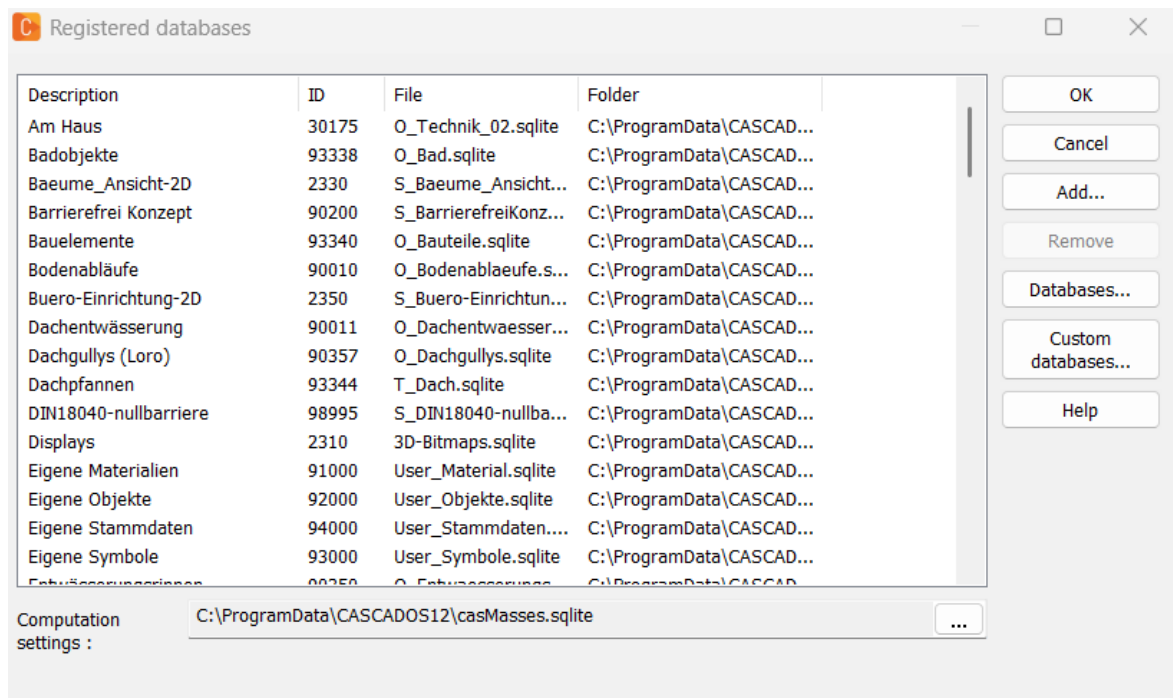 C Registered databases
Description ID File Folder OK
Am Haus 30175 O_Technik_02.sqlite C:\ProgramData\CASCAD...
Cancel
Badobjekte 93338 O_Bad.sqlite C:\ProgramData\CASCAD...
Baeume_Ansicht-2D 2330 S_Baeume_Ansicht... C:\ProgramData\CASCAD...
Add...
Barrierefrei Konzept 90200 S_BarrierefreiKonz... C:\ProgramData\CASCAD...
Bauelemente 93340 O_Bauteile.sqlite C:\ProgramData\CASCAD... Remove
Bodenabläufe 90010 O_Bodenablaeufe.s... C:\ProgramData\CASCAD...
Databases...
Buero-Einrichtung-2D 2350 S_Buero-Einrichtun... C:\ProgramData\CASCAD...
Dachentwässerung 90011 O_Dachentwaesser... C:\ProgramData\CASCAD...
Custom
Dachgullys (Loro) 90357 O_Dachgullys.sqlite C:\ProgramData\CASCAD...
databases...
Dachpfannen 93344 T_Dach.sqlite C:\ProgramData\CASCAD...
DIN18040-nullbarriere 98995 S_DIN18040-nullba... C:\ProgramData\CASCAD... Help
Displays 2310 3D-Bitmaps.sqlite C:\ProgramData\CASCAD...
Eigene Materialien 91000 User_Material.sqlite C:\ProgramData\CASCAD...
Eigene Objekte 92000 User_Objekte.sqlite C:\ProgramData\CASCAD...
Eigene Stammdaten 94000 User_Stammdaten.... C:\ProgramData\CASCAD...
Eigene Symbole 93000 User_Symbole.sqlite C:\ProgramData\CASCAD...
Computation C:\ProgramData\CASCADOS12\casMasses.sqlite ...
settings :